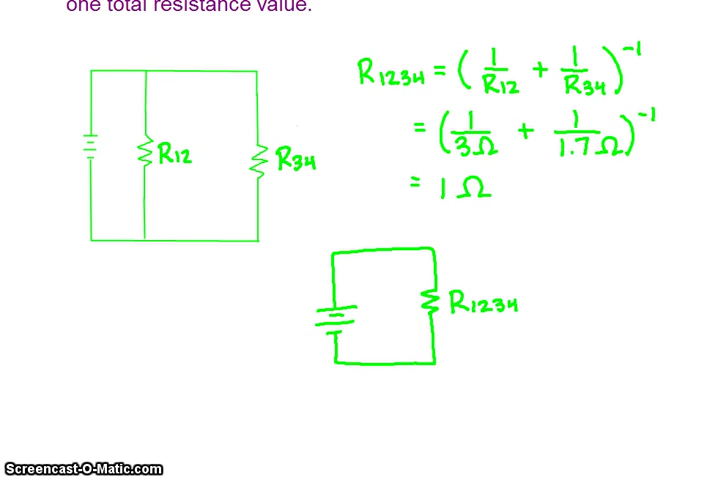 one total resistance value.
R1234 = (1/R12 + 1/R34)^-1
= (1/3Ω + 1/1.7Ω)^-1
= 1Ω
R12
R34
R1234
Screencast-O-Matic.com